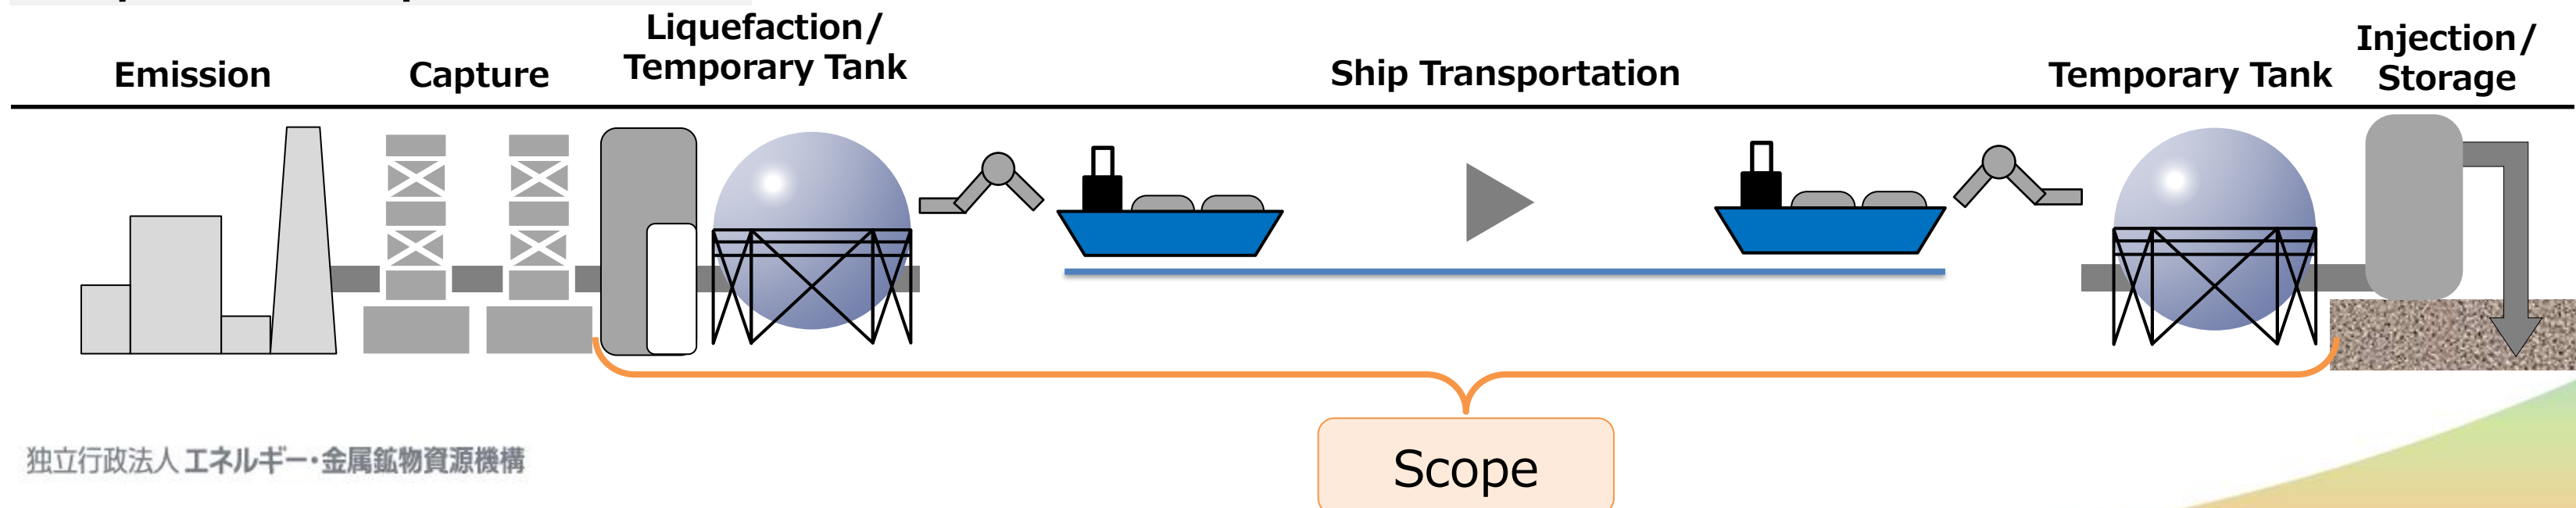 Emission
Capture
Liquefaction/
Temporary Tank
Ship Transportation
Temporary Tank
Injection/
Storage
Scope
独立行政法人 エネルギー・金属鉱物資源機構